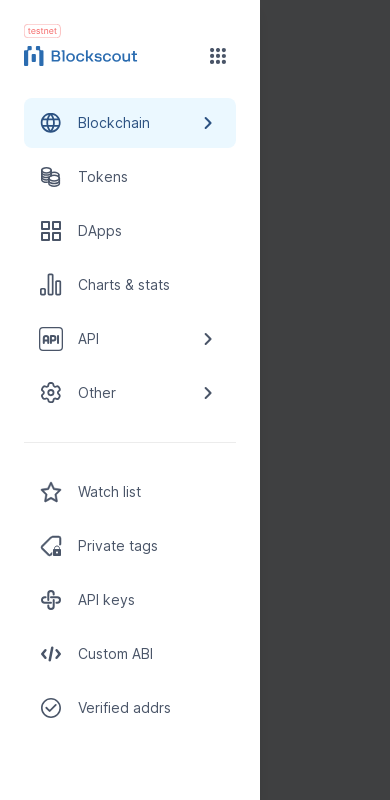 testnet
Blockscout
Blockchain
Tokens
DApps
Charts & stats
API
API
Other
Watch list
Private tags
API keys
Custom ABI
Verified addrs